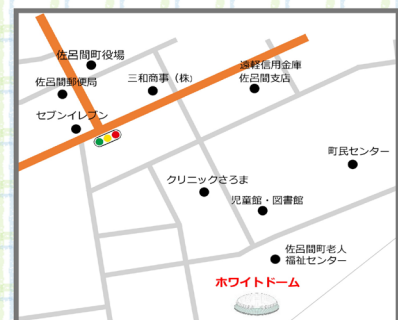 佐呂間町役場
遠軽信用金庫
佐呂間支店
佐呂間郵便局
三和商事（株）
セブンイレブン
町民センター
クリニックさろま
児童館・図書館
佐呂間町老人
福祉センター
ホワイトドーム